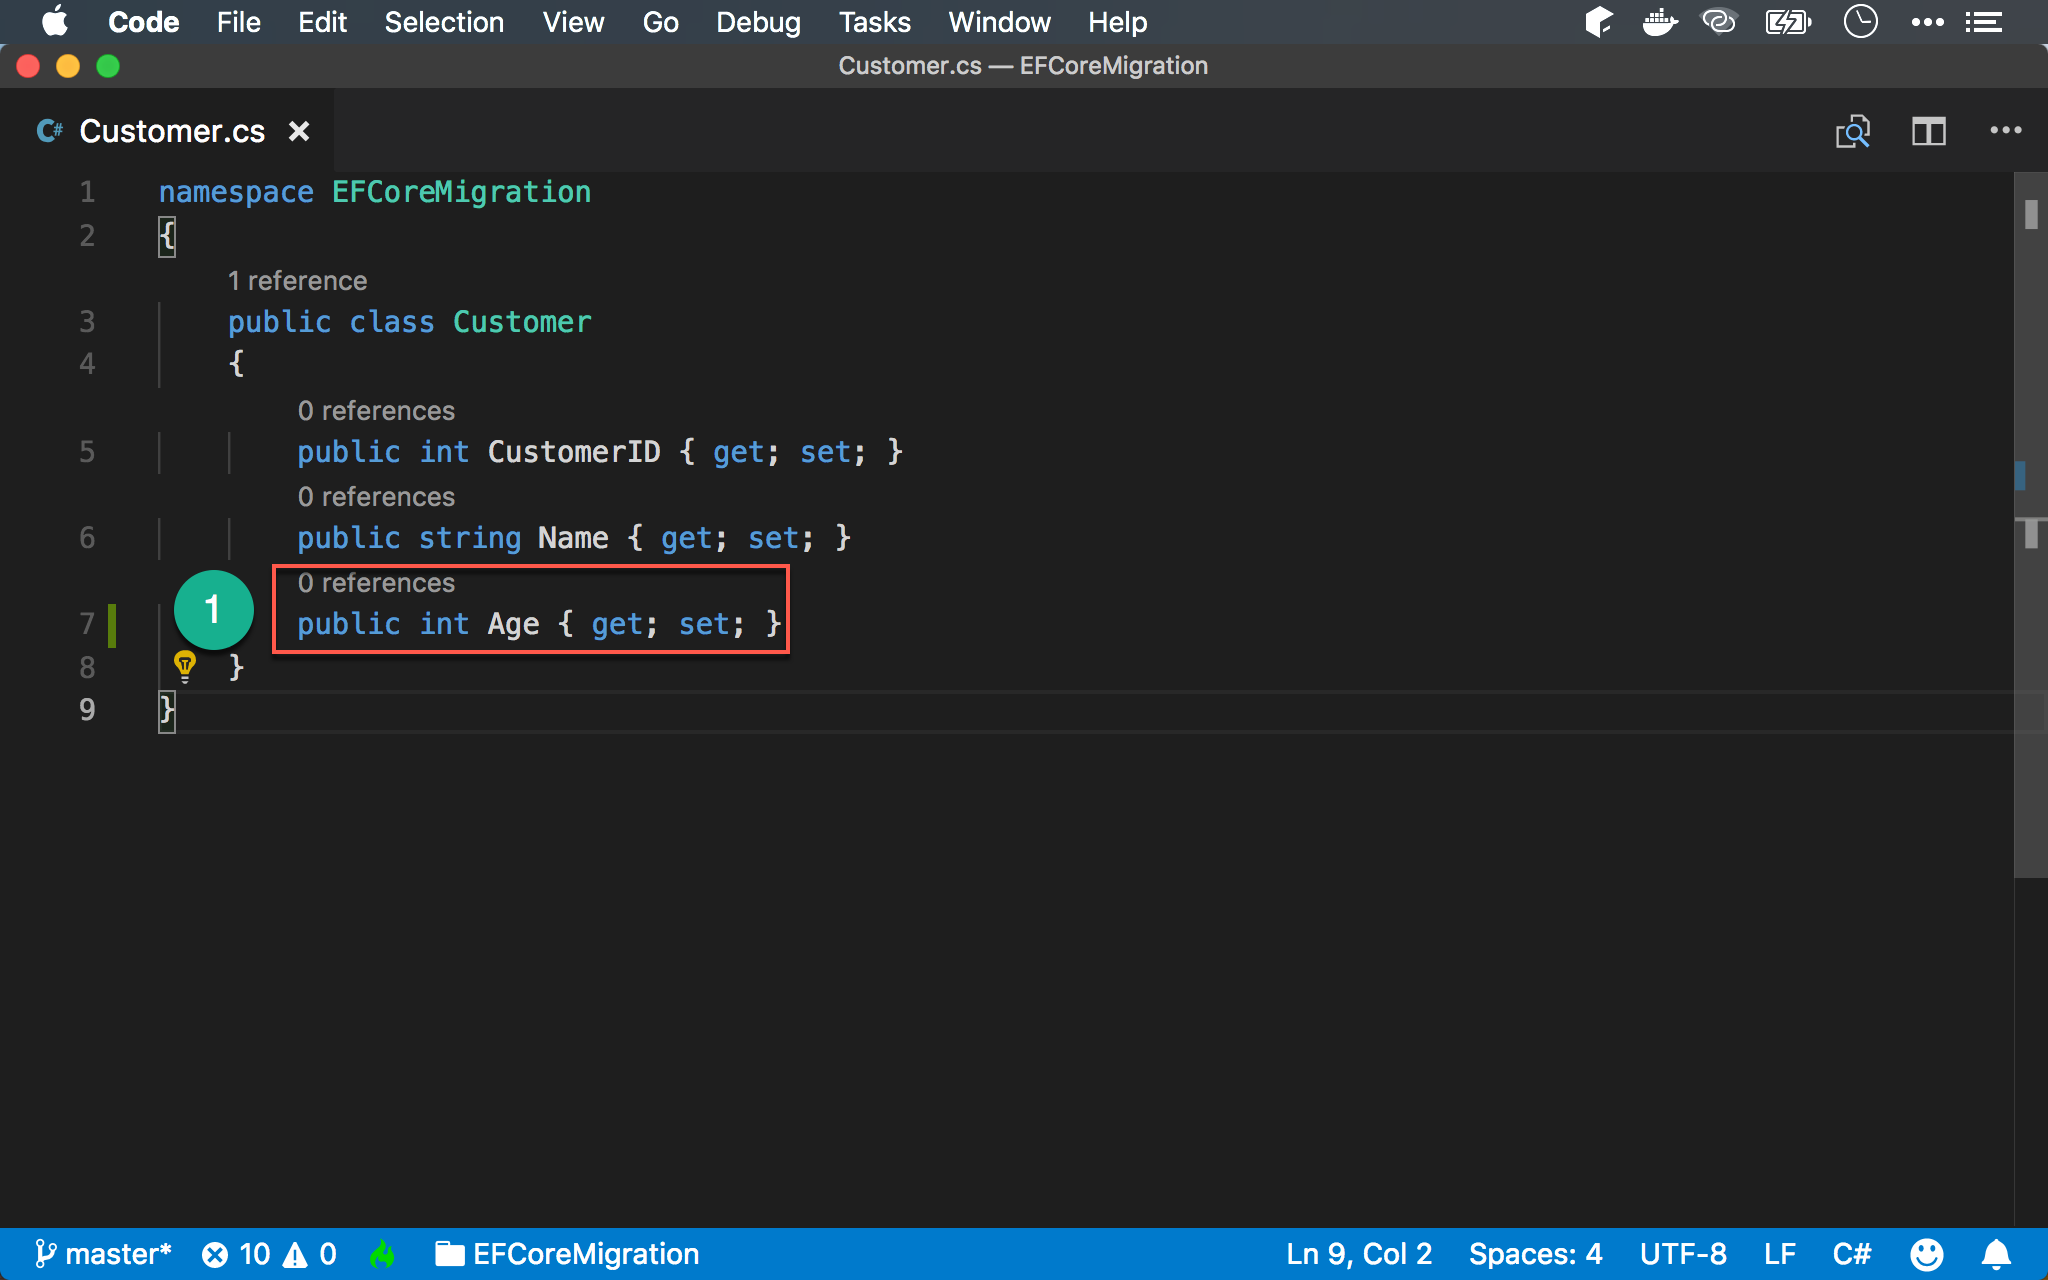 Code File Edit Selection View Go Debug Tasks Window Help
Customer.cs — EFCoreMigration
C# Customer.cs
1 namespace EFCoreMigration
2 {
1 reference
3 public class Customer
4 {
0 references
5 public int CustomerID { get; set; }
0 references
6 public string Name { get; set; }
0 references
1
7 public int Age { get; set; }
8 }
9 }
master* 10 0 EFCoreMigration Ln 9, Col 2 Spaces: 4 UTF-8 LF C#